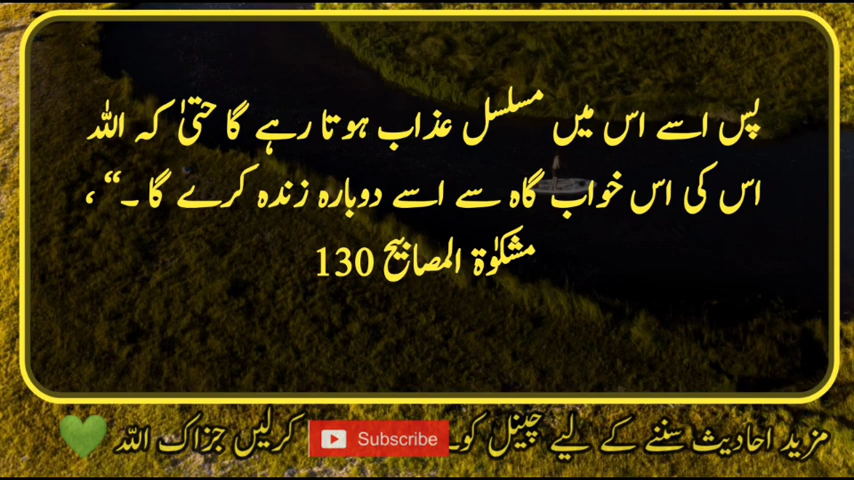 پس اسے اس میں مسلسل عذاب ہوتا رہے گا حتیٰ کہ اللہ
اس کی اس خواب گاہ سے اسے دوبارہ زندہ کرے گا ۔‘‘ ،
مشکوٰۃ المصابیح 130
مزید احادیث سننے کے لیے چینل کو Subscribe کرلیں جزاک اللّہ